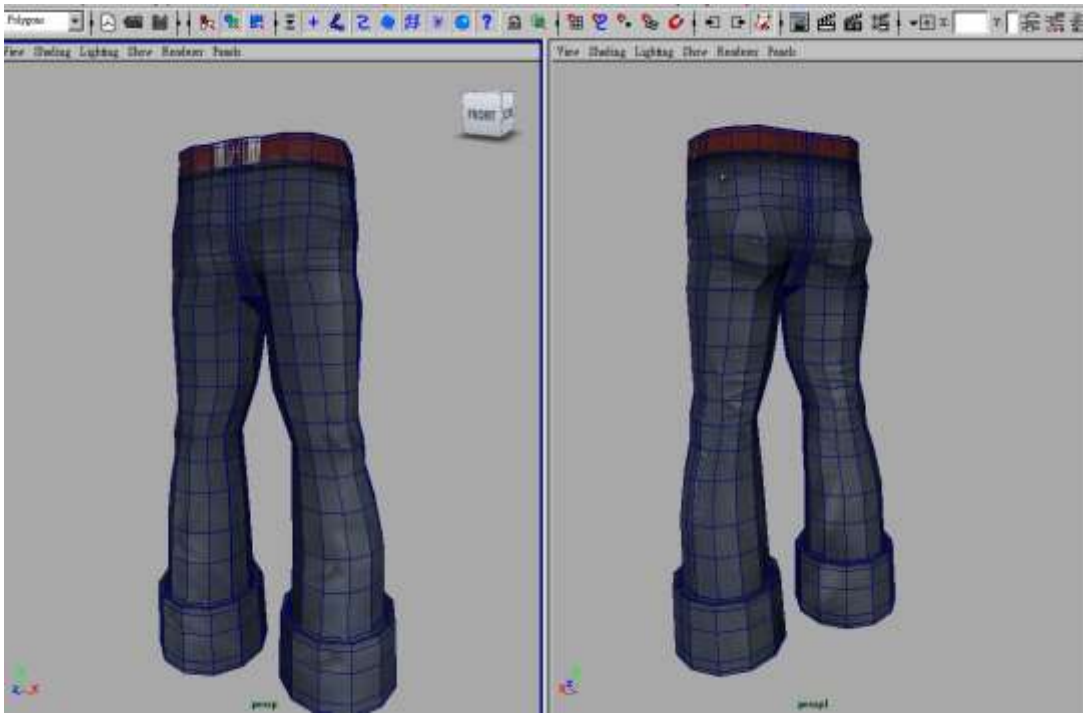 Polygons
X Y
View Shading Lighting Show Renderer Panels
View Shading Lighting Show Renderer Panels
FRONT
Z X
persp
persp1